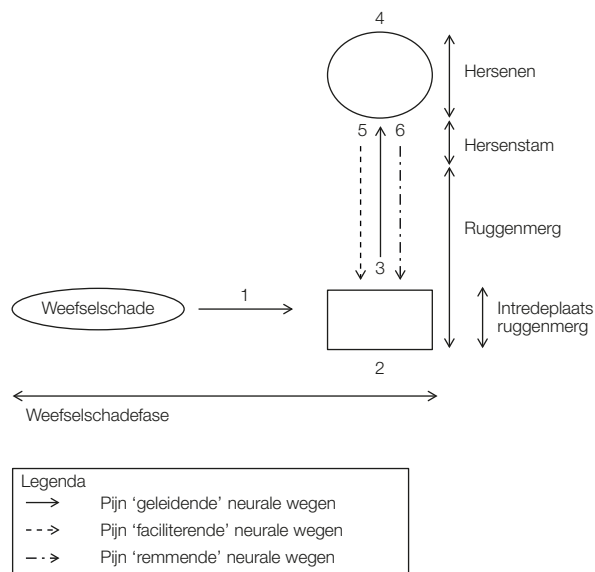 4
Hersenen
5 6
Hersenstam
Ruggenmerg
3
1
Weefselschade
Intredeplaats
ruggenmerg
2
Weefselschadefase
Legenda
Pijn ‘geleidende’ neurale wegen
Pijn ‘faciliterende’ neurale wegen
Pijn ‘remmende’ neurale wegen